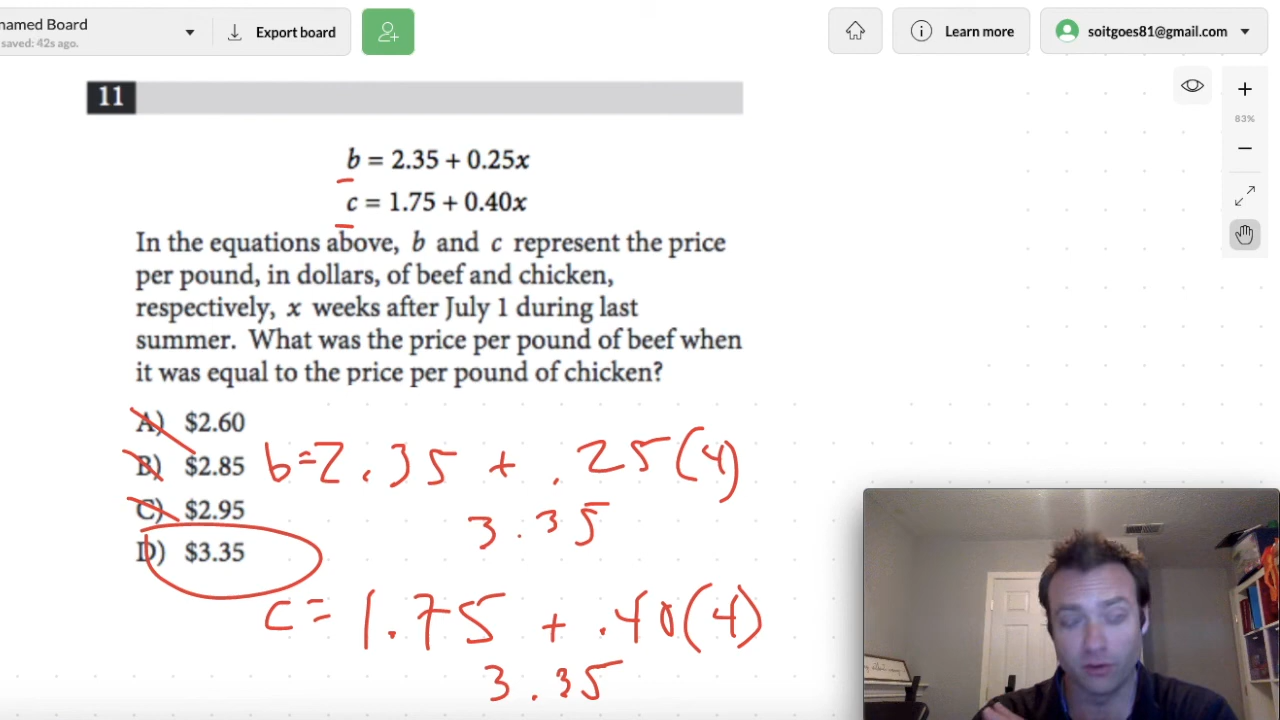 named Board
saved: 42s ago.
Export board
Learn more
soitgoes81@gmail.com
83%
11
b = 2.35 + 0.25x
c = 1.75 + 0.40x
In the equations above, b and c represent the price
per pound, in dollars, of beef and chicken,
respectively, x weeks after July 1 during last
summer. What was the price per pound of beef when
it was equal to the price per pound of chicken?
A) $2.60
B) $2.85
C) $2.95
D) $3.35
b=2.35 + .25(4)
3.35
c= 1.75 + .40(4)
3.35